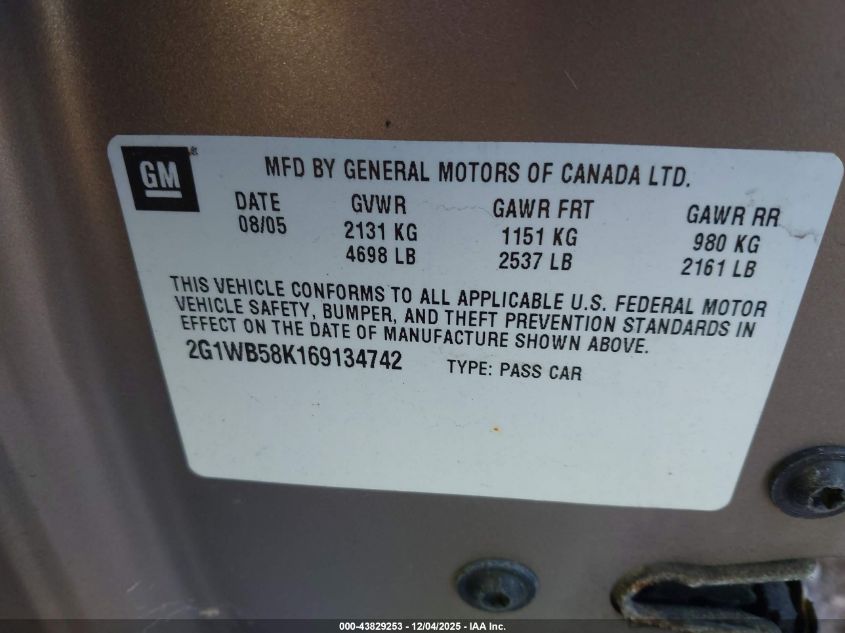 GM
MFD BY GENERAL MOTORS OF CANADA LTD.
DATE GVWR GAWR FRT GAWR RR
08/05 2131 KG 1151 KG 980 KG
4698 LB 2537 LB 2161 LB
THIS VEHICLE CONFORMS TO ALL APPLICABLE U.S. FEDERAL MOTOR
VEHICLE SAFETY, BUMPER, AND THEFT PREVENTION STANDARDS IN
EFFECT ON THE DATE OF MANUFACTURE SHOWN ABOVE.
2G1WB58K169134742 TYPE: PASS CAR
000-43829253 - 12/04/2025 - IAA Inc.